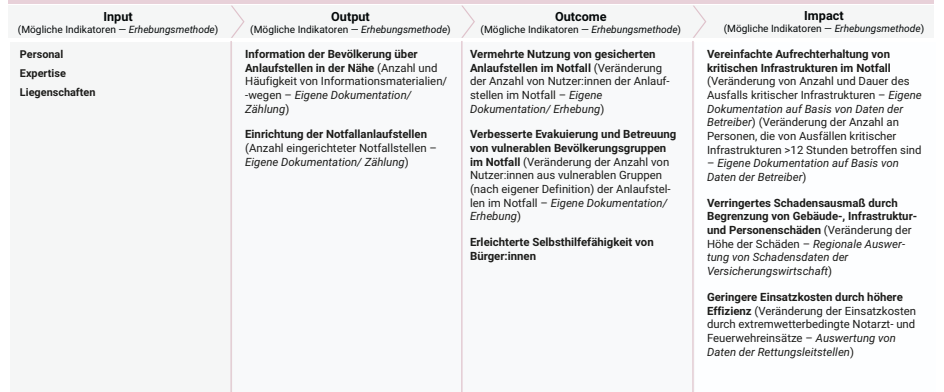 Input
(Mögliche Indikatoren – Erhebungsmethode)
Personal
Expertise
Liegenschaften
Output
(Mögliche Indikatoren – Erhebungsmethode)
Information der Bevölkerung über
Anlaufstellen in der Nähe (Anzahl und
Häufigkeit von Informationsmaterialien/
-wegen – Eigene Dokumentation/
Zählung)
Einrichtung der Notfallanlaufstellen
(Anzahl eingerichteter Notfallstellen –
Eigene Dokumentation/ Zählung)
Outcome
(Mögliche Indikatoren – Erhebungsmethode)
Vermehrte Nutzung von gesicherten
Anlaufstellen im Notfall (Veränderung
der Anzahl von Nutzer:innen der Anlauf-
stellen im Notfall – Eigene
Dokumentation/ Erhebung)
Verbesserte Evakuierung und Betreuung
von vulnerablen Bevölkerungsgruppen
im Notfall (Veränderung der Anzahl von
Nutzer:innen aus vulnerablen Gruppen
(nach eigener Definition) der Anlaufstel-
len im Notfall – Eigene Dokumentation/
Erhebung)
Erleichterte Selbsthilfefähigkeit von
Bürger:innen
Impact
(Mögliche Indikatoren – Erhebungsmethode)
Vereinfachte Aufrechterhaltung von
kritischen Infrastrukturen im Notfall
(Veränderung von Anzahl und Dauer des
Ausfalls kritischer Infrastrukturen – Eigene
Dokumentation auf Basis von Daten der
Betreiber) (Veränderung der Anzahl an
Personen, die von Ausfällen kritischer
Infrastrukturen >12 Stunden betroffen sind
– Eigene Dokumentation auf Basis von
Daten der Betreiber)
Verringertes Schadensausmaß durch
Begrenzung von Gebäude-, Infrastruktur-
und Personenschäden (Veränderung der
Höhe der Schäden – Regionale Auswer-
tung von Schadensdaten der
Versicherungswirtschaft)
Geringere Einsatzkosten durch höhere
Effizienz (Veränderung der Einsatzkosten
durch extremwetterbedingte Notarzt- und
Feuerwehreinsätze – Auswertung von
Daten der Rettungsleitstellen)